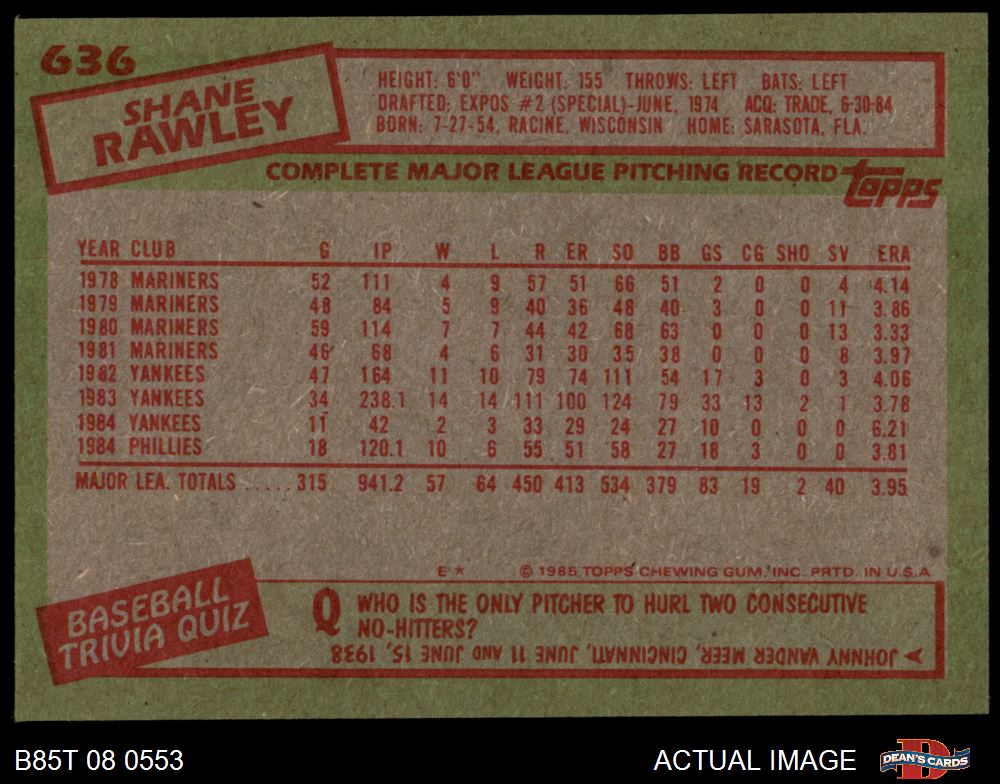 636
SHANE
RAWLEY
HEIGHT: 6'0" WEIGHT: 155 THROWS: LEFT BATS: LEFT
DRAFTED: EXPOS #2 (SPECIAL)-JUNE, 1974 ACQ: TRADE, 6-30-84
BORN: 7-27-54, RACINE, WISCONSIN HOME: SARASOTA, FLA.
COMPLETE MAJOR LEAGUE PITCHING RECORD topps
YEAR CLUB G IP W L R ER SO BB GS CG SHO SV ERA
1978 MARINERS 52 111 4 9 57 51 66 51 2 0 0 4 4.14
1979 MARINERS 48 84 5 9 40 36 48 40 3 0 0 11 3.86
1980 MARINERS 59 114 7 7 44 42 68 63 0 0 0 13 3.33
1981 MARINERS 46 68 4 6 31 30 35 38 0 0 0 8 3.97
1982 YANKEES 47 164 11 10 79 74 111 54 17 3 0 3 4.06
1983 YANKEES 34 238.1 14 14 111 100 124 79 33 13 2 1 3.78
1984 YANKEES 11 42 2 3 33 29 24 27 10 0 0 0 6.21
1984 PHILLIES 18 120.1 10 6 55 51 58 27 18 3 0 0 3.81
MAJOR LEA. TOTALS ..... 315 941.2 57 64 450 413 534 379 83 19 2 40 3.95
E * © 1985 TOPPS CHEWING GUM, INC. PRTD. IN U.S.A
BASEBALL
TRIVIA QUIZ
Q WHO IS THE ONLY PITCHER TO HURL TWO CONSECUTIVE
NO-HITTERS?
JOHNNY VANDER MEER, CINCINNATI, JUNE 11 AND JUNE 15, 1938
B85T 08 0553
ACTUAL IMAGE
DEAN'S CARDS